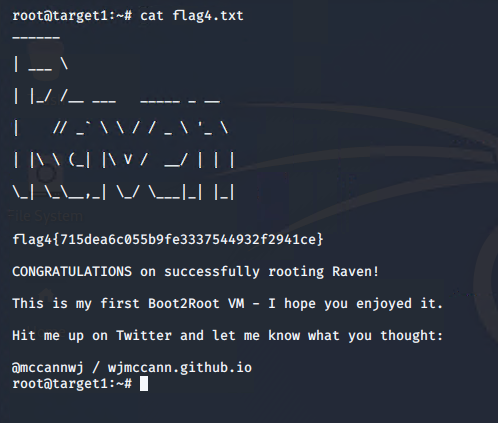 root@target1:~# cat flag4.txt
______
| ___ \
| |_/ /__ ___   _____ _ __
|    // _` \ \ / / _ \ '_ \
| |\ \ (_| |\ V /  __/ | | |
\_| \_\__,_| \_/ \___|_| |_|
flag4{715dea6c055b9fe3337544932f2941ce}
CONGRATULATIONS on successfully rooting Raven!
This is my first Boot2Root VM - I hope you enjoyed it.
Hit me up on Twitter and let me know what you thought:
@mccannwj / wjmccann.github.io
root@target1:~#
File System